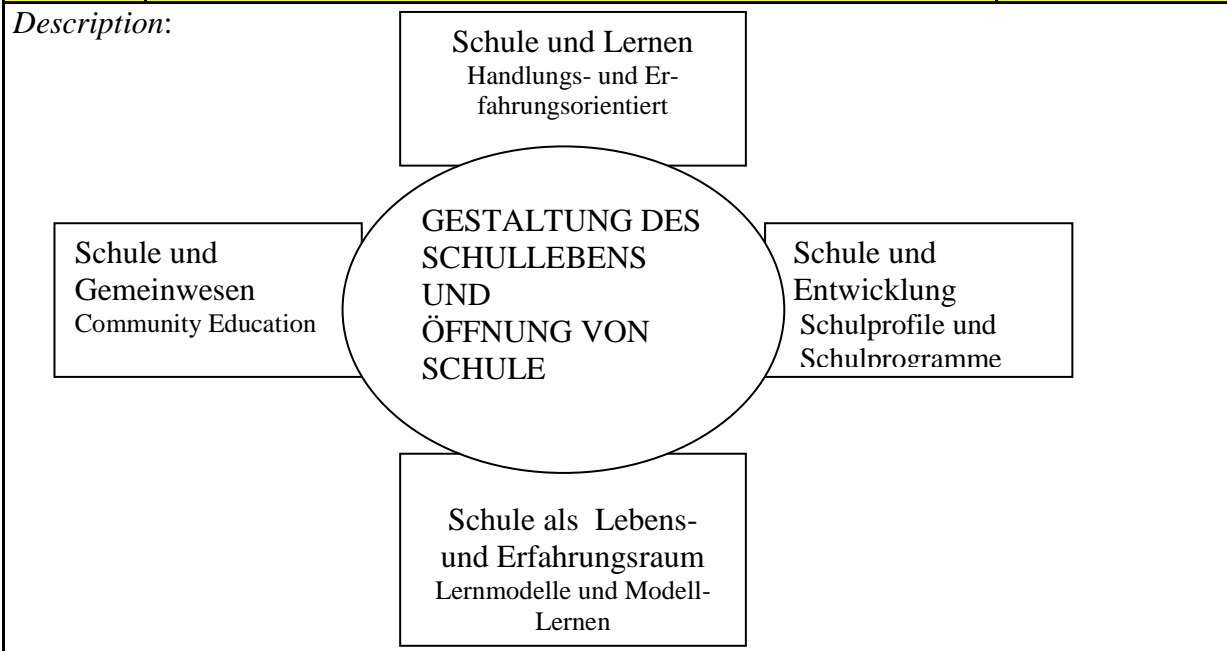 Description:
Schule und Lernen
Handlungs- und Er-
fahrungsorientiert
GESTALTUNG DES
SCHULLEBENS
UND
ÖFFNUNG VON
SCHULE
Schule und
Gemeinwesen
Community Education
Schule und
Entwicklung
Schulprofile und
Schulprogramme
Schule als  Lebens-
und Erfahrungsraum
Lernmodelle und Modell-
Lernen